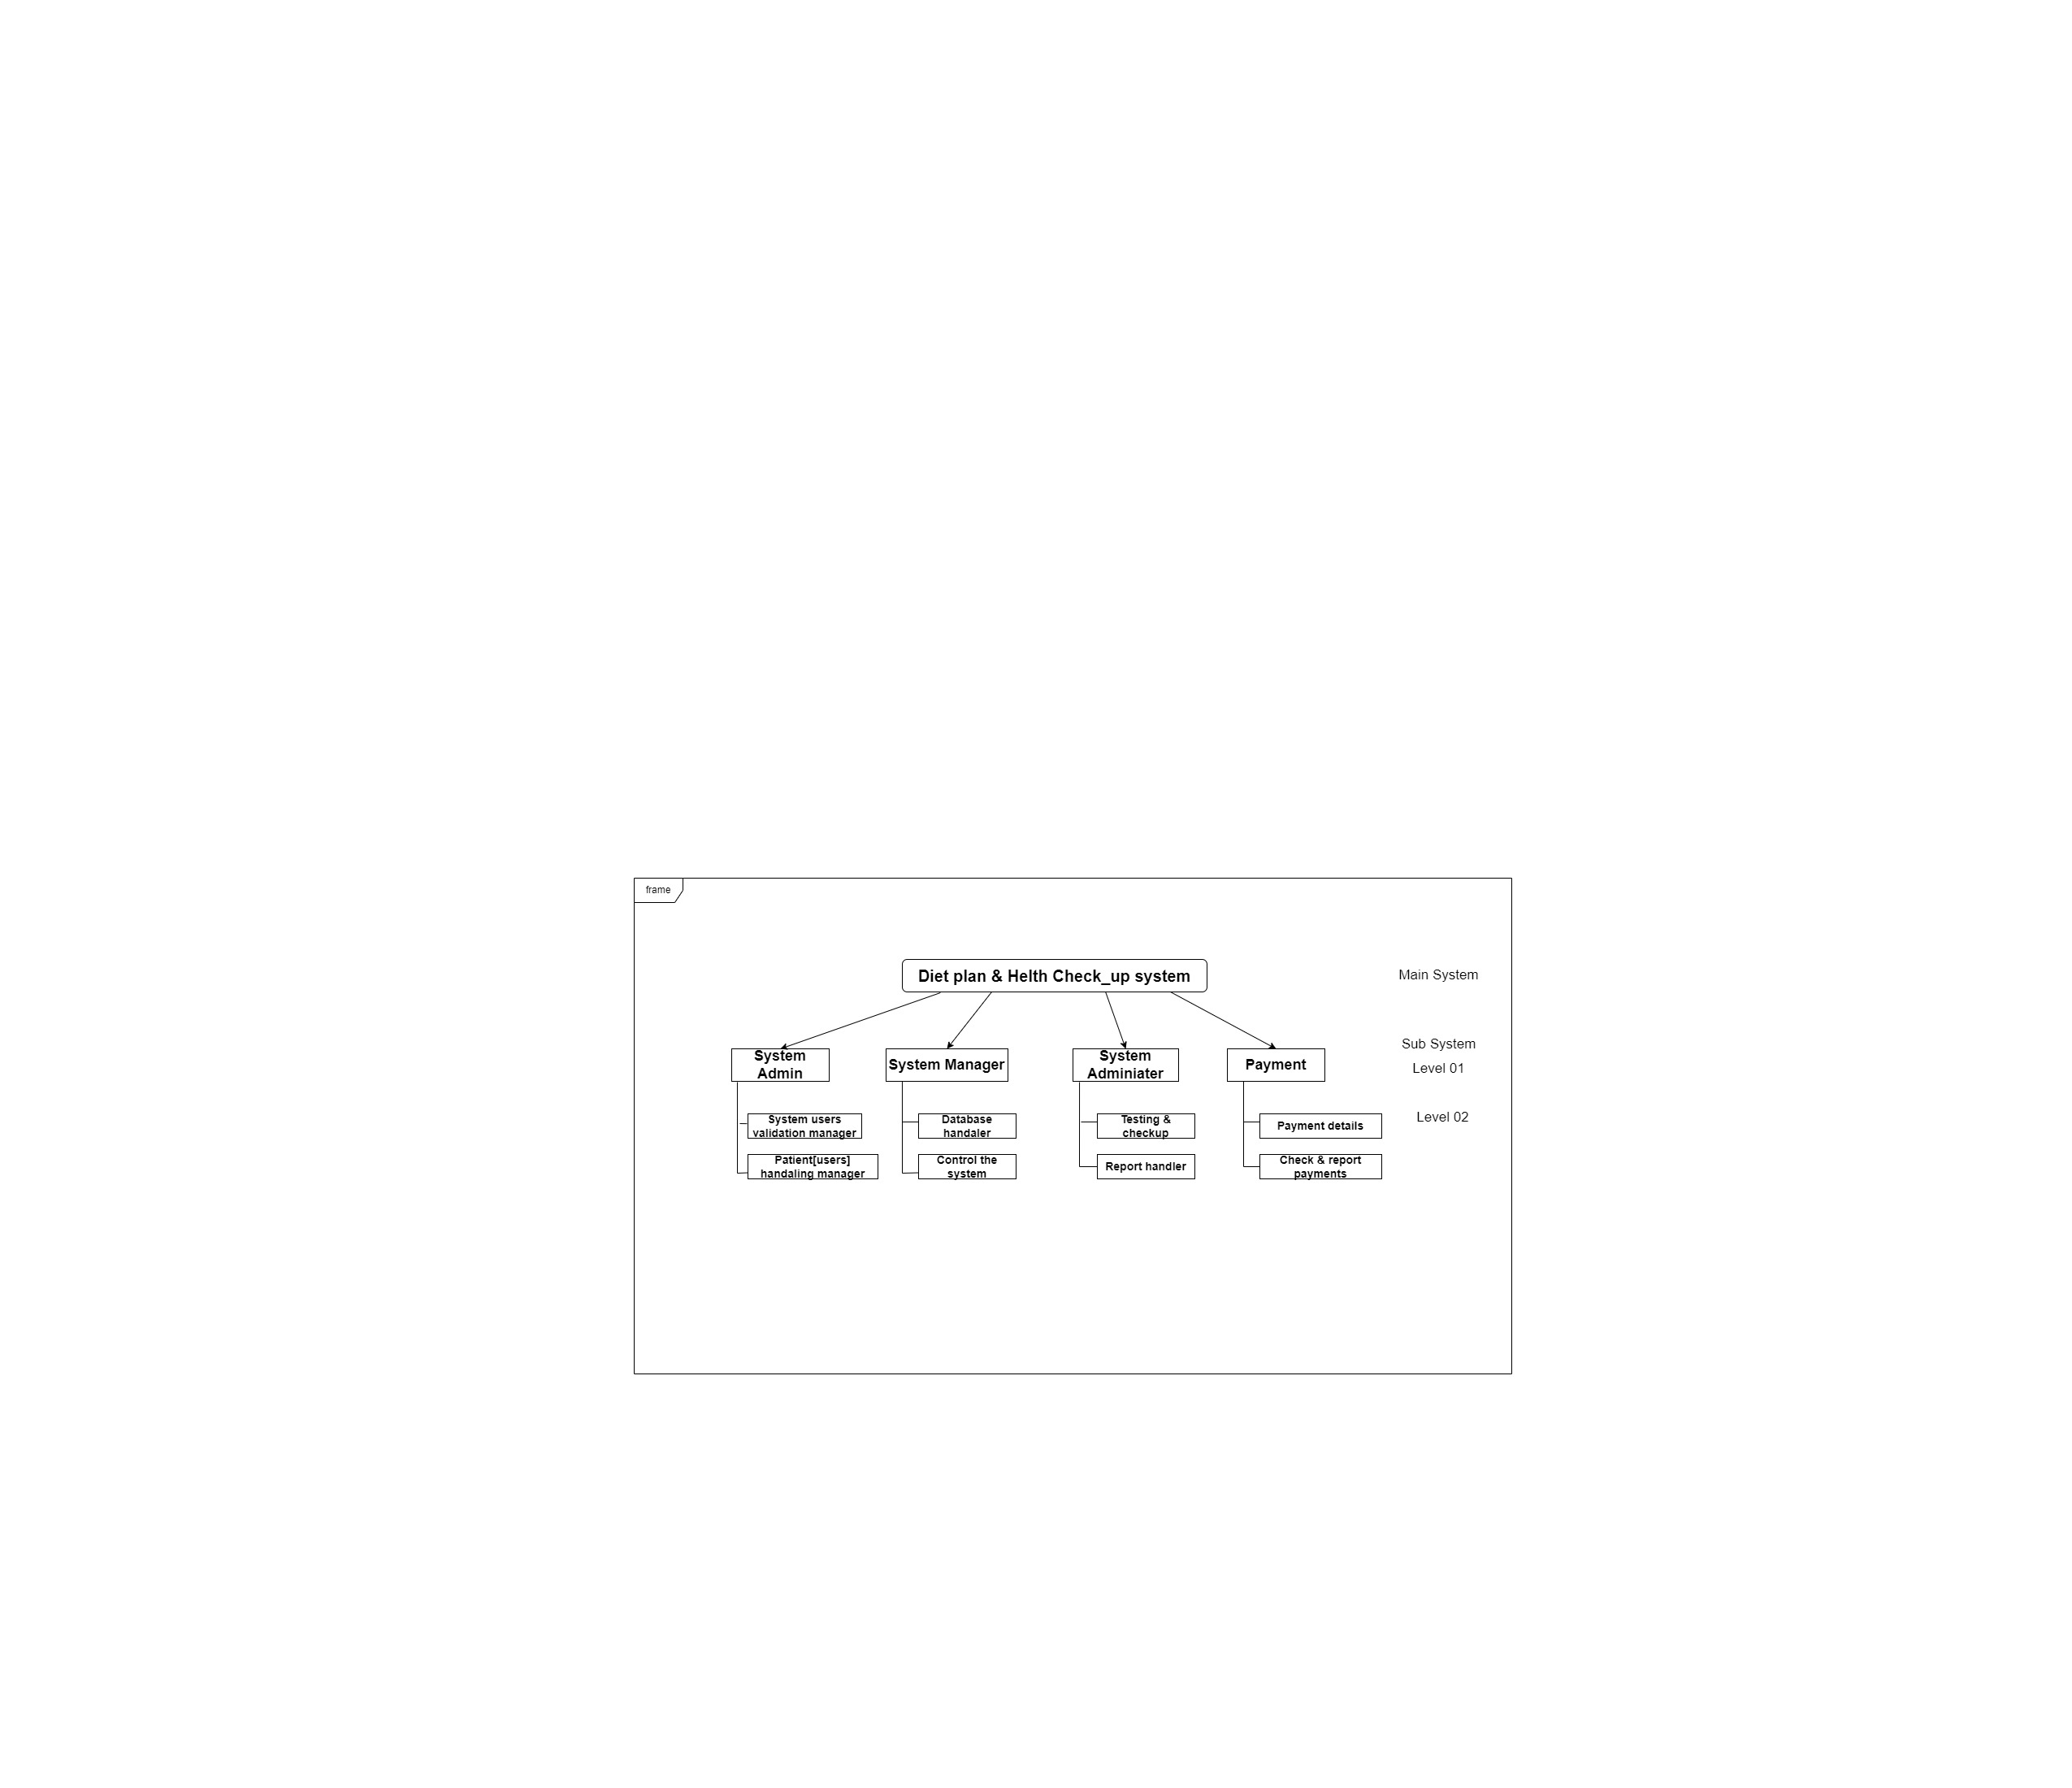 frame
Diet plan & Helth Check_up system
Main System
Sub System
System
Admin
System Manager
System
Adminiater
Payment
Level 01
System users
validation manager
Database
handaler
Testing &
checkup
Payment details
Level 02
Patient[users]
handaling manager
Control the
system
Report handler
Check & report
payments